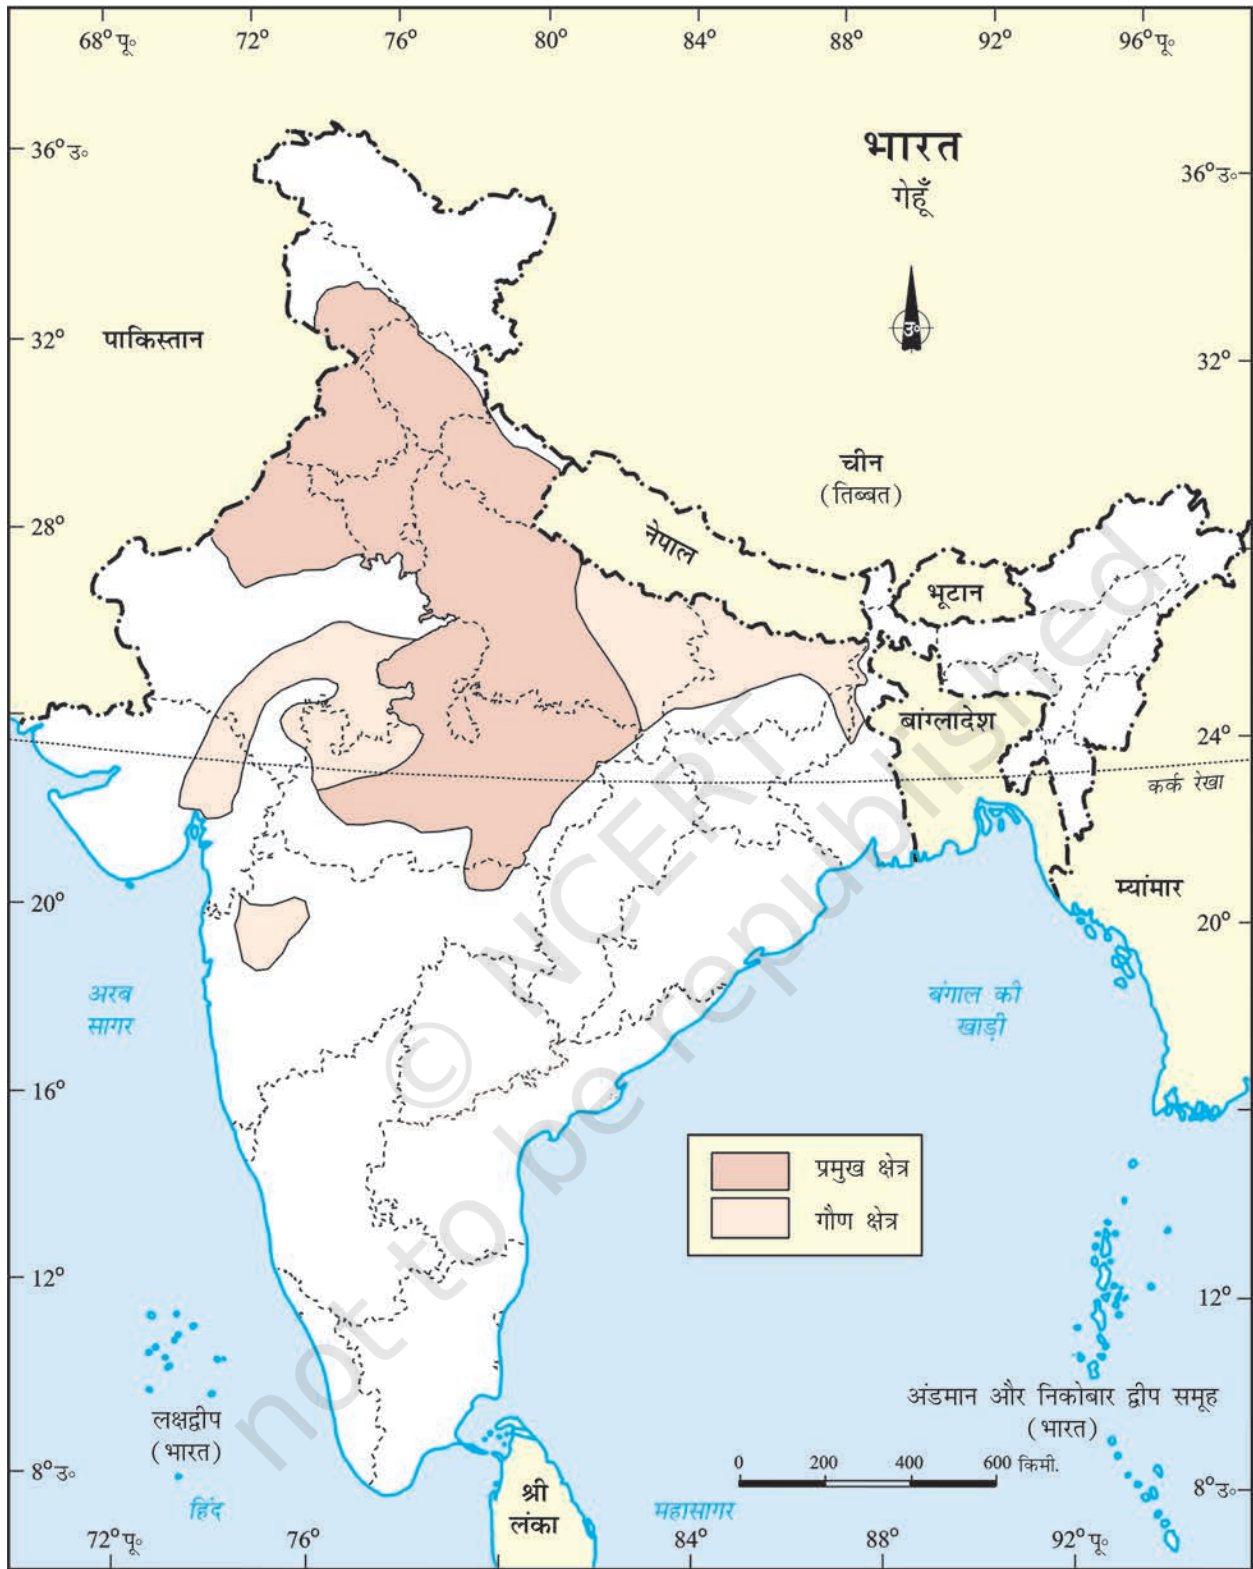 68° पू॰ 72° 76° 80° 84° 88° 92° 96° पू॰
36° उ॰
भारत
गेहूँ
36° उ॰
उ॰
32°
पाकिस्तान
32°
चीन
(तिब्बत)
28°
नेपाल
28°
भूटान
बांग्लादेश
24°
कर्क रेखा
म्यांमार
20°
20°
अरब
सागर
बंगाल की
खाड़ी
16°
16°
प्रमुख क्षेत्र
गौण क्षेत्र
12°
12°
लक्षद्वीप
(भारत)
अंडमान और निकोबार द्वीप समूह
(भारत)
0 200 400 600 किमी.
8° उ॰
8° उ॰
श्री
लंका
हिंद
महासागर
72° पू॰ 76° 84° 88° 92° पू॰
© NCERT
not to be republished